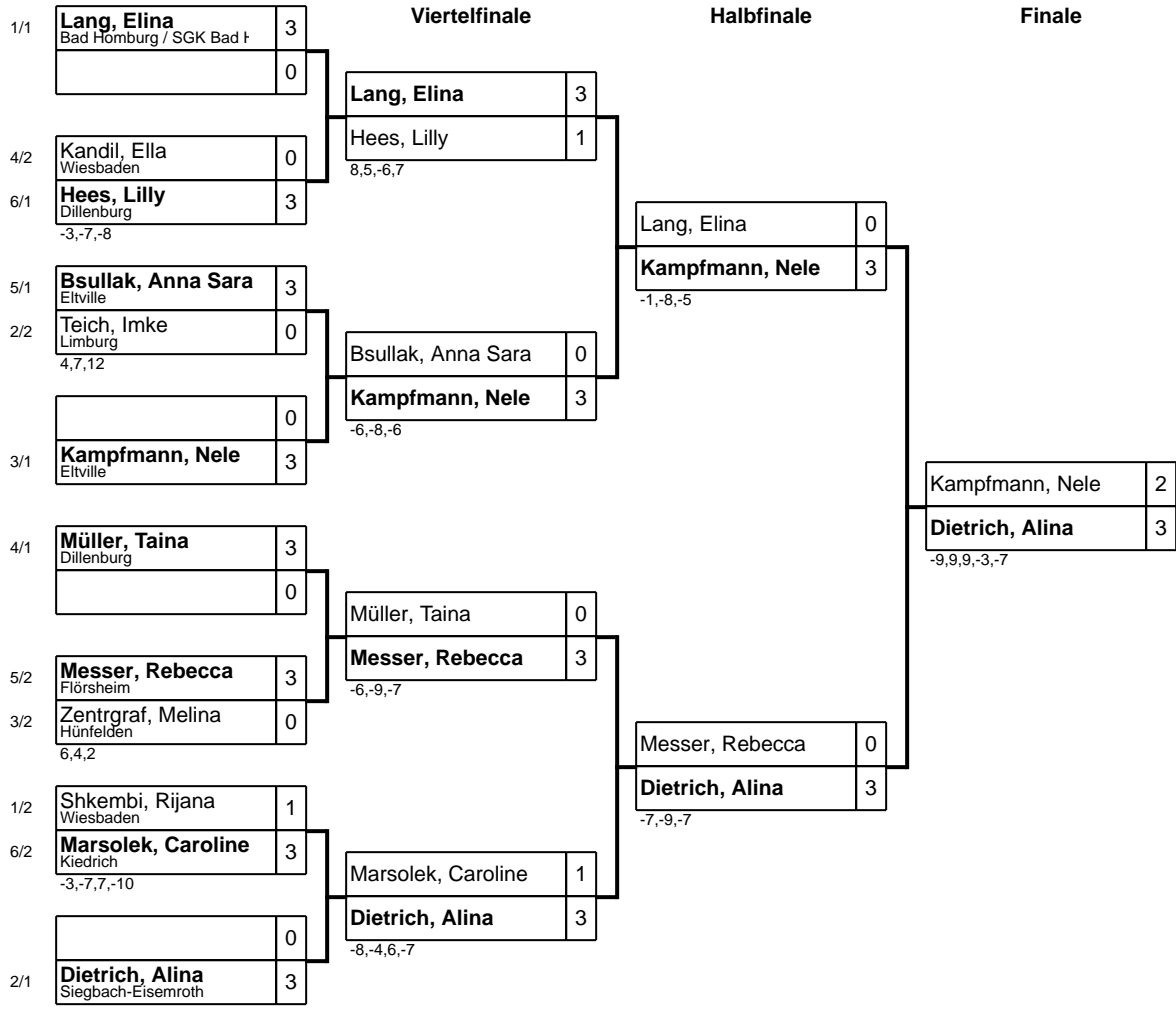 Viertelfinale
Halbfinale
Finale
1/1 Lang, Elina 3
Bad Homburg / SGK Bad H
0
4/2 Kandil, Ella 0
Wiesbaden
6/1 Hees, Lilly 3
Dillenburg
-3,-7,-8
5/1 Bsullak, Anna Sara 3
Eltville
2/2 Teich, Imke 0
Limburg
4,7,12
0
3/1 Kampfmann, Nele 3
Eltville
4/1 Müller, Taina 3
Dillenburg
0
5/2 Messer, Rebecca 3
Flörsheim
3/2 Zentrgraf, Melina 0
Hünfelden
6,4,2
1/2 Shkembi, Rijana 1
Wiesbaden
6/2 Marsolek, Caroline 3
Kiedrich
-3,-7,7,-10
0
2/1 Dietrich, Alina 3
Siegbach-Eisemroth
Lang, Elina 3
Hees, Lilly 1
8,5,-6,7
Bsullak, Anna Sara 0
Kampfmann, Nele 3
-6,-8,-6
Müller, Taina 0
Messer, Rebecca 3
-6,-9,-7
Marsolek, Caroline 1
Dietrich, Alina 3
-8,-4,6,-7
Lang, Elina 0
Kampfmann, Nele 3
-1,-8,-5
Messer, Rebecca 0
Dietrich, Alina 3
-7,-9,-7
Kampfmann, Nele 2
Dietrich, Alina 3
-9,9,9,-3,-7